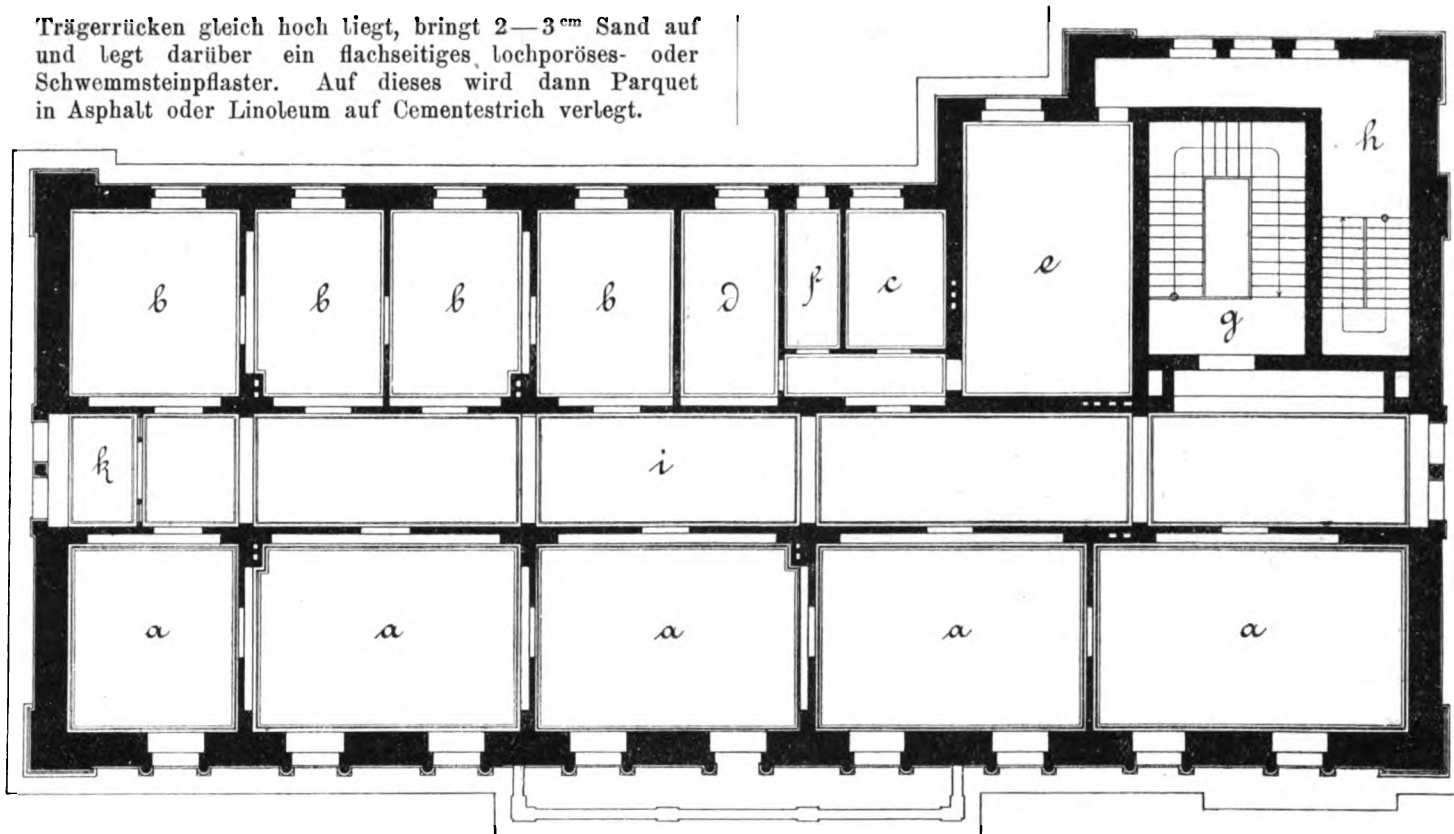 Trägerrücken gleich hoch liegt, bringt 2—3 cm Sand auf
und legt darüber ein flachseitiges lochporöses- oder
Schwemmsteinpflaster. Auf dieses wird dann Parquet
in Asphalt oder Linoleum auf Cementestrich verlegt.
h
b b b b d f c e
g
k i
a a a a a